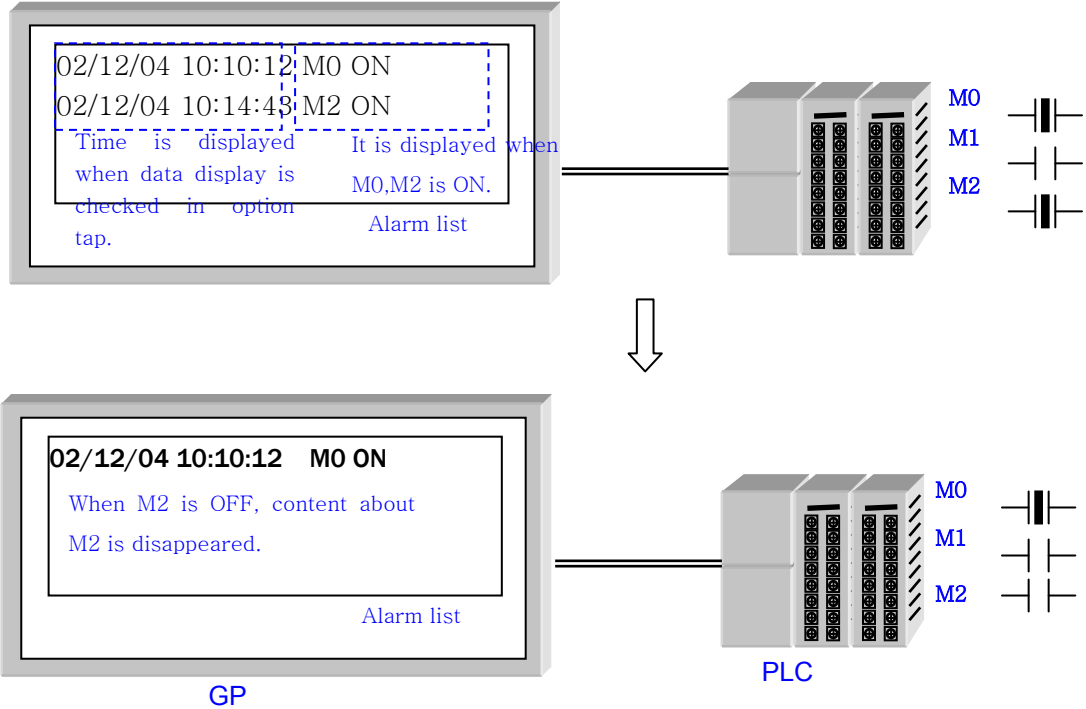 02/12/04 10:10:12 M0 ON
02/12/04 10:14:43 M2 ON
Time is displayed
when data display is
checked in option
tap.
It is displayed when
M0,M2 is ON.
Alarm list
M0
M1
M2
02/12/04 10:10:12 M0 ON
When M2 is OFF, content about
M2 is disappeared.
Alarm list
M0
M1
M2
GP
PLC